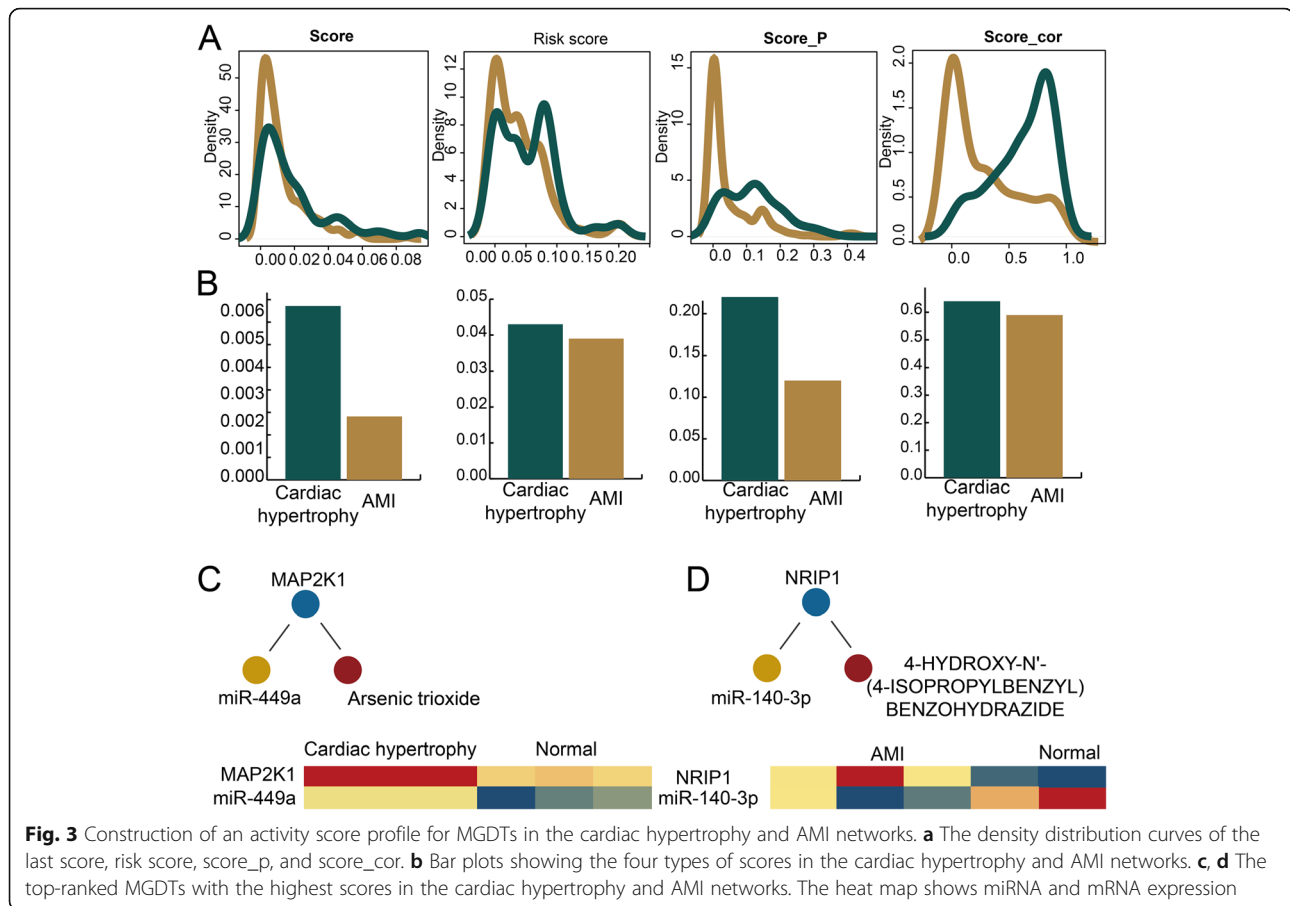 A
Score
Risk score
Score_P
Score_cor
Density
0 10 20 30 40 50
0.00 0.02 0.04 0.06 0.08
Density
0 2 4 6 8 10 12
0.00 0.05 0.10 0.15 0.20
Density
0 5 10 15
0.0 0.1 0.2 0.3 0.4
Density
0.0 0.5 1.0 1.5 2.0
0.0 0.5 1.0
B
0.006
0.005
0.004
0.003
0.002
0.001
0.000
Cardiac
hypertrophy
AMI
0.05
0.04
0.03
0.04
0.01
0.00
Cardiac
hypertrophy
AMI
0.20
0.15
0.10
0.05
0.00
Cardiac
hypertrophy
AMI
0.6
0.5
0.4
0.3
0.2
0.1
0.0
Cardiac
hypertrophy
AMI
C
MAP2K1
miR-449a
Arsenic trioxide
Cardiac hypertrophy Normal
MAP2K1
miR-449a
D
NRIP1
miR-140-3p
4-HYDROXY-N'-
(4-ISOPROPYLBENZYL)
BENZOHYDRAZIDE
AMI Normal
NRIP1
miR-140-3p
Fig. 3 Construction of an activity score profile for MGDTs in the cardiac hypertrophy and AMI networks. a The density distribution curves of the
last score, risk score, score_p, and score_cor. b Bar plots showing the four types of scores in the cardiac hypertrophy and AMI networks. c, d The
top-ranked MGDTs with the highest scores in the cardiac hypertrophy and AMI networks. The heat map shows miRNA and mRNA expression